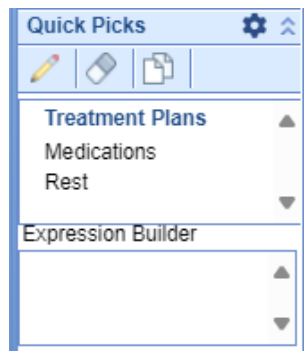 Quick Picks
Treatment Plans
Medications
Rest
Expression Builder